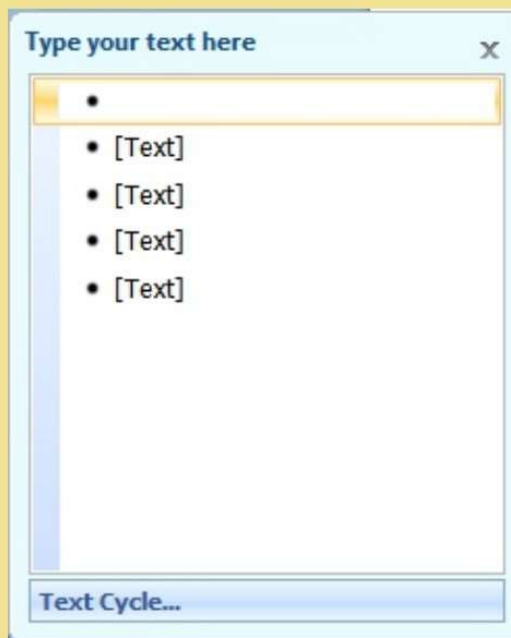 Type your text here
x
•
• [Text]
• [Text]
• [Text]
• [Text]
Text Cycle...